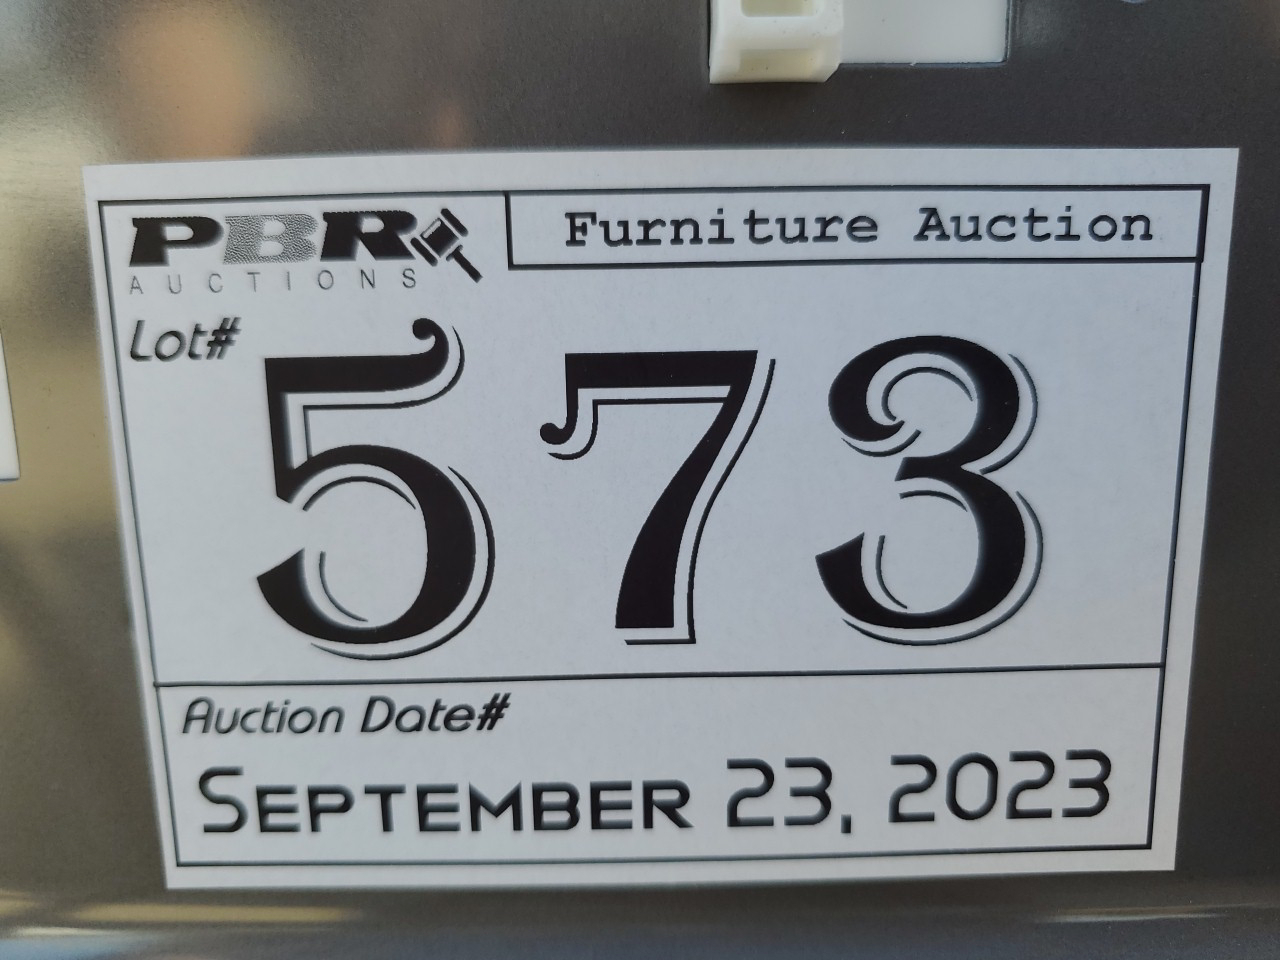 PBR
AUCTIONS
Furniture Auction
Lot#
573
Auction Date#
September 23, 2023